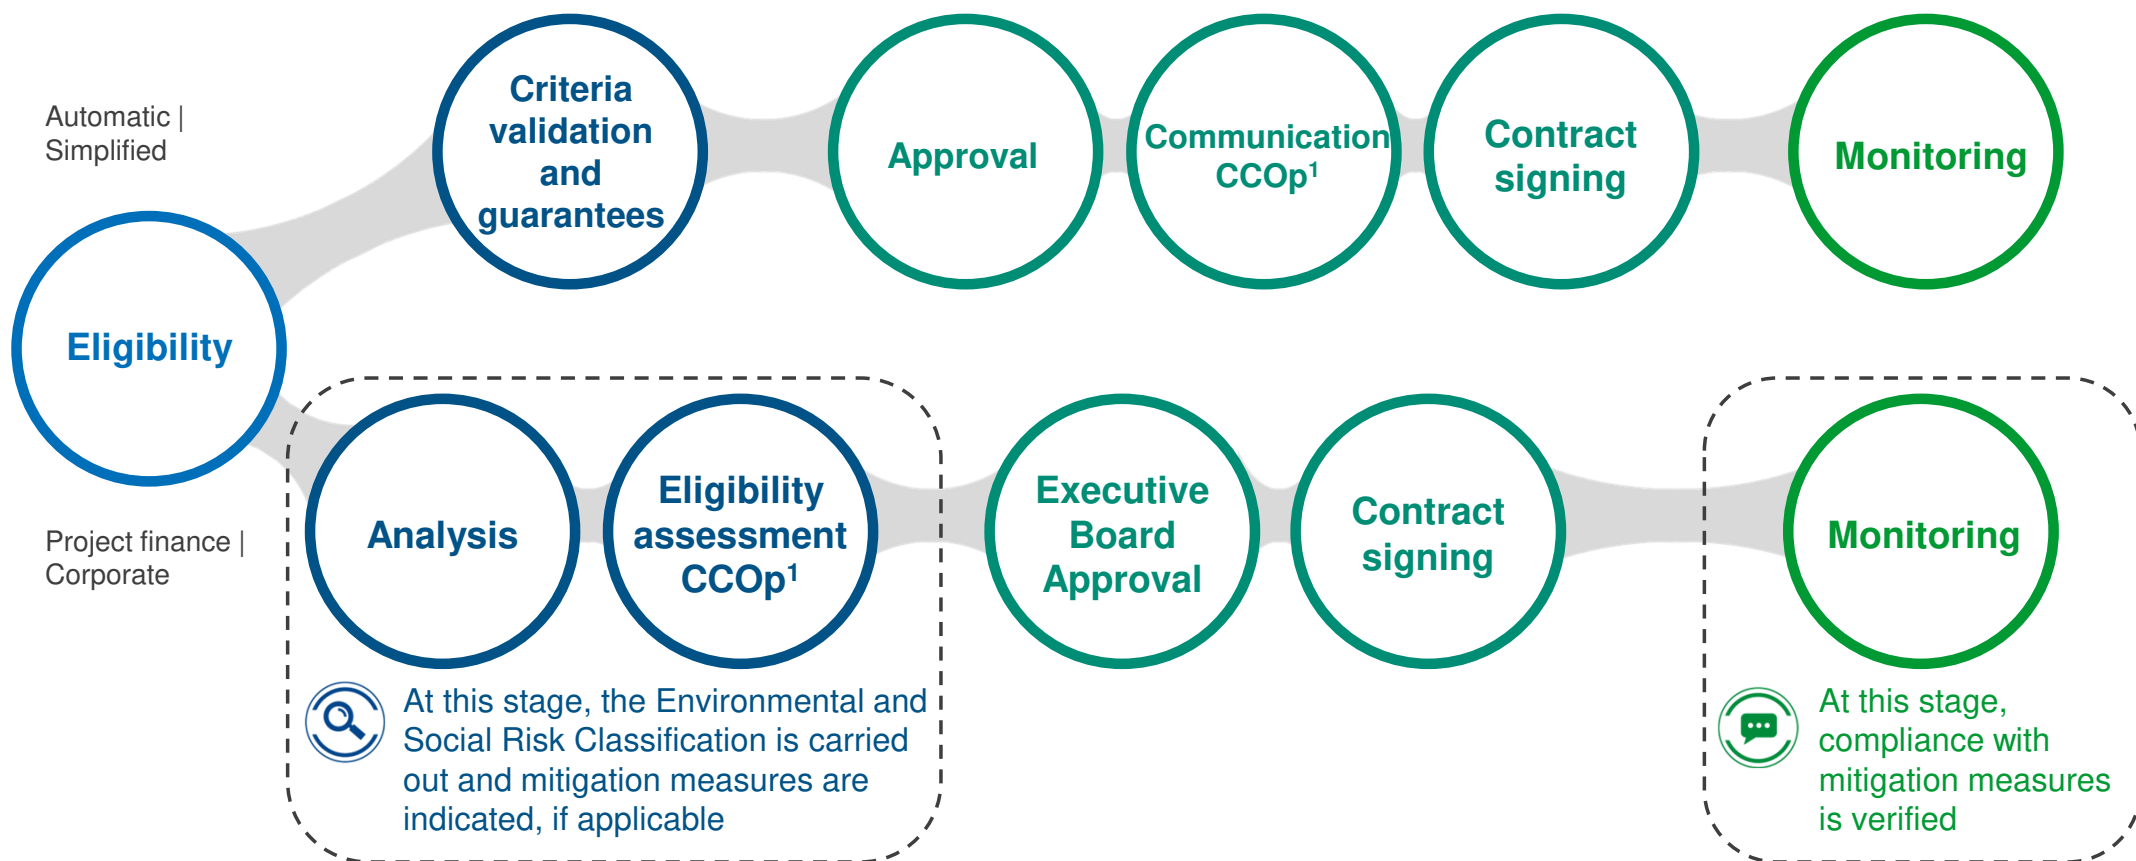 Automatic |
Simplified
Criteria
validation
and
guarantees
Approval
Communication
CCOp¹
Contract
signing
Monitoring
Eligibility
Project finance |
Corporate
Analysis
Eligibility
assessment
CCOp¹
Executive
Board
Approval
Contract
signing
Monitoring
At this stage, the Environmental and
Social Risk Classification is carried
out and mitigation measures are
indicated, if applicable
At this stage,
compliance with
mitigation measures
is verified